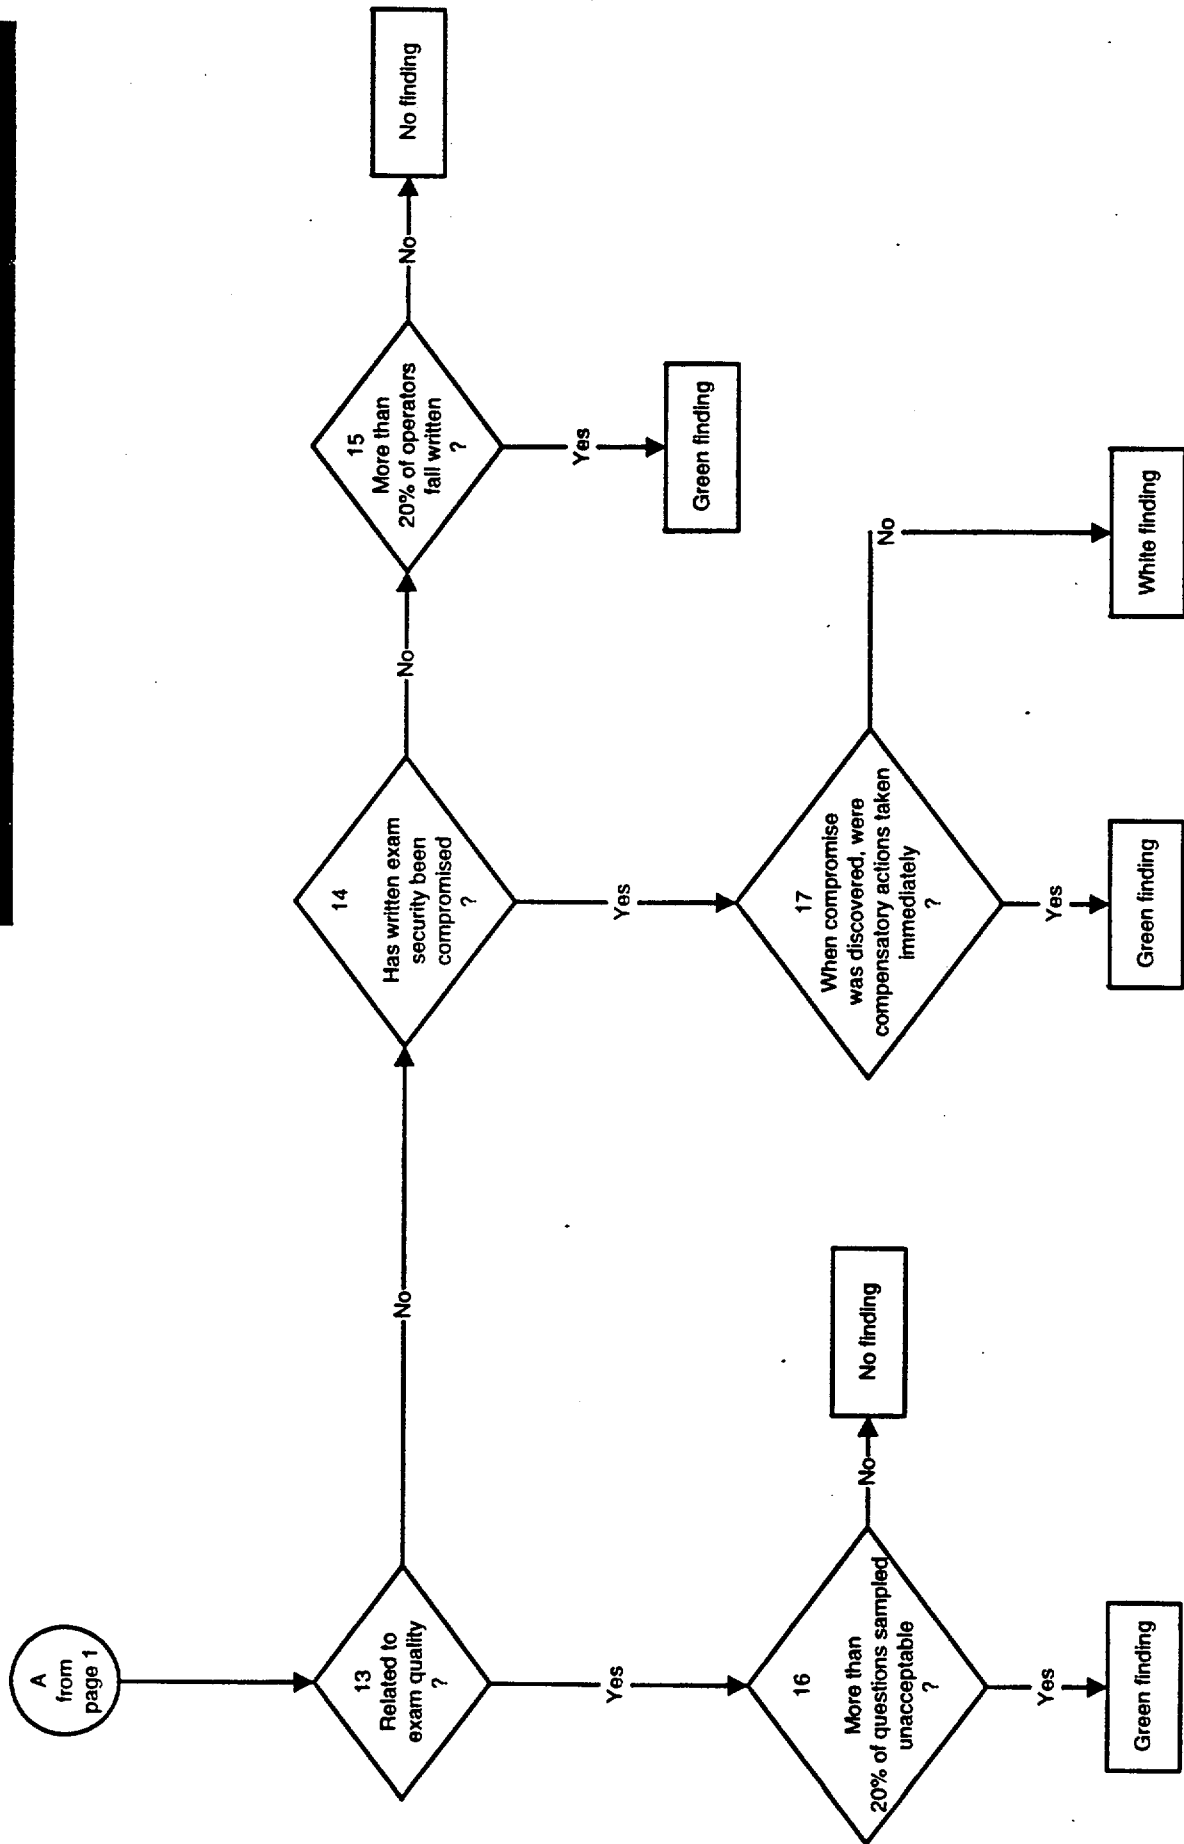 A
from
page 1
13
Related to
exam quality
?
No
14
Has written exam
security been
compromised
?
No
15
More than
20% of operators
fail written
?
No
No finding
Yes
Green finding
Yes
17
When compromise
was discovered, were
compensatory actions taken
immediately
?
No
White finding
Yes
Green finding
Yes
16
More than
20% of questions sampled
unacceptable
?
No
No finding
Yes
Green finding